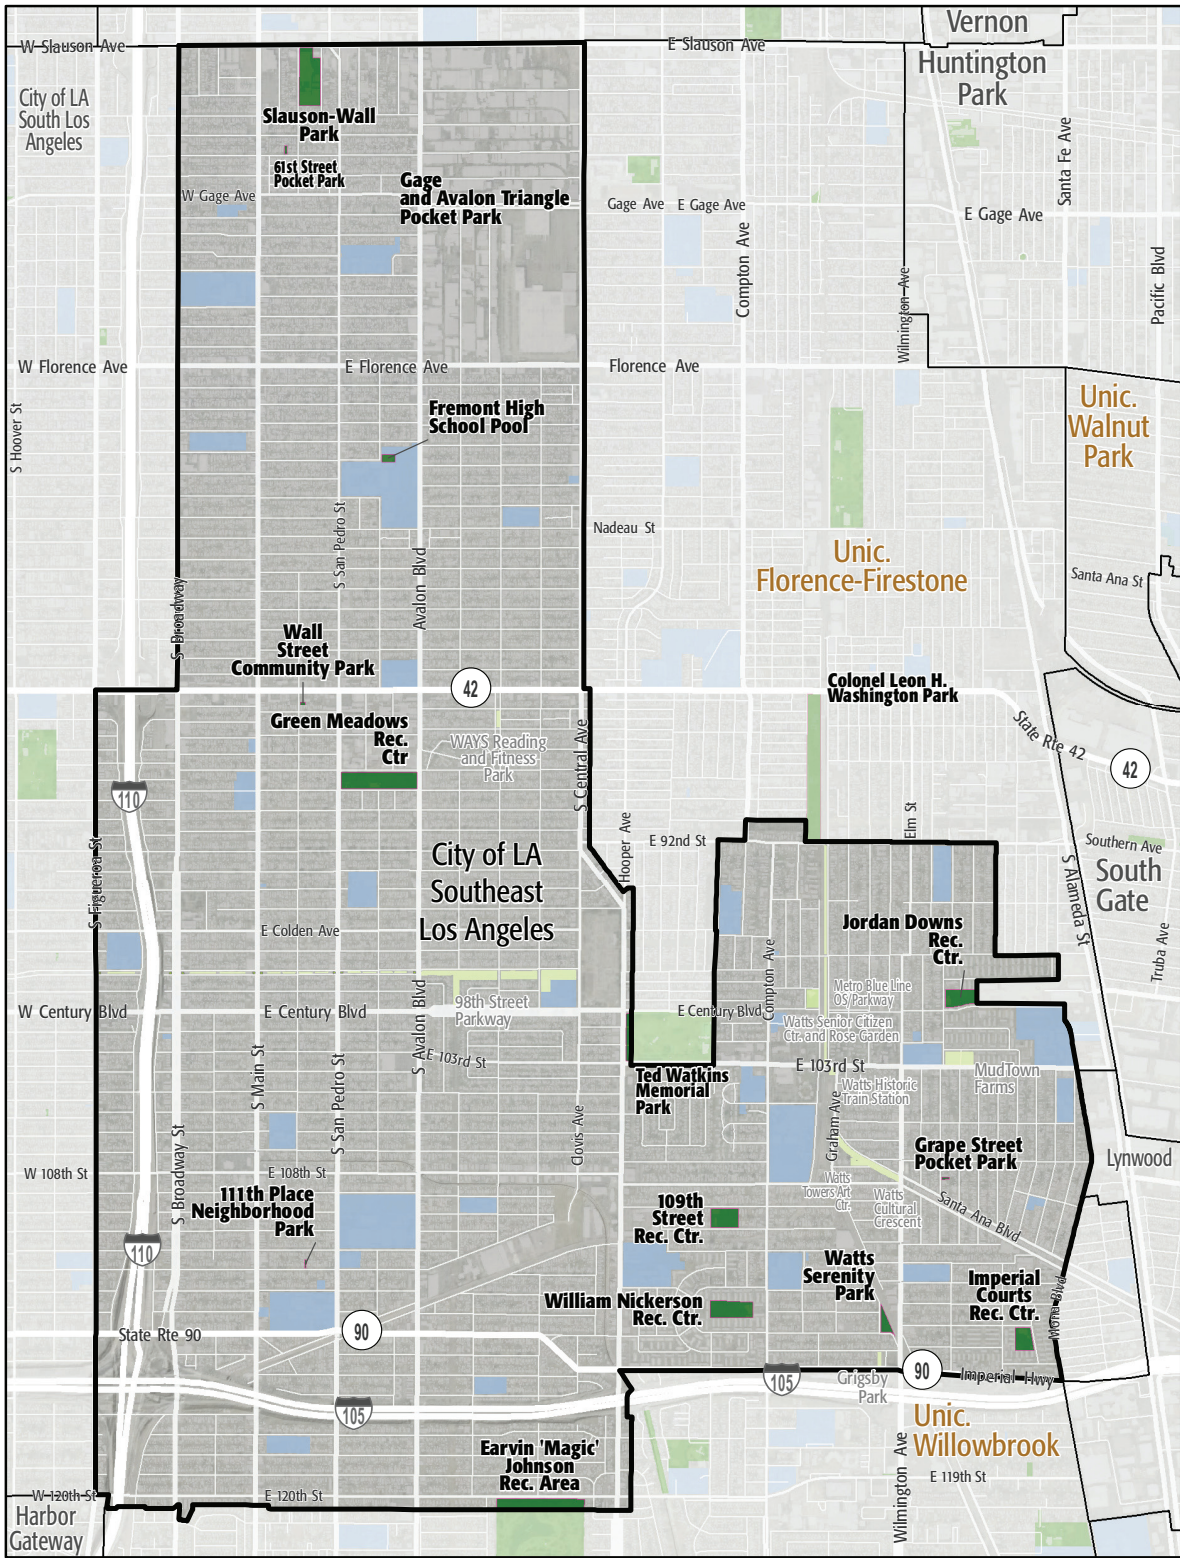 Vernon
W Slauson Ave
E Slauson Ave
Huntington
Park
City of LA
South Los
Angeles
Slauson-Wall
Park
61st Street
Pocket Park
Gage
and Avalon Triangle
Pocket Park
W Gage Ave
Gage Ave
E Gage Ave
E Gage Ave
Santa Fe Ave
Compton Ave
Wilmington Ave
Pacific Blvd
W Florence Ave
E Florence Ave
Florence Ave
Unic.
Walnut
Park
S Hoover St
Fremont High
School Pool
Nadeau St
S San Pedro St
Avalon Blvd
Unic.
Florence-Firestone
Santa Ana St
S Broadway
Wall
Street
Community Park
42
Colonel Leon H.
Washington Park
Green Meadows
Rec.
Ctr
WAYS Reading
and Fitness
Park
S Central Ave
State Rte 42
42
110
Hooper Ave
E 92nd St
Elm St
Southern Ave
S Figueroa St
City of LA
Southeast
Los Angeles
S Alameda St
South
Gate
E Colden Ave
Jordan Downs
Rec.
Ctr.
Truba Ave
Compton Ave
Metro Blue Line
OS/Parkway
W Century Blvd
E Century Blvd
S Avalon Blvd
98th Street
Parkway
E Century Blvd
Watts Senior Citizen
Ctr. and Rose Garden
E 103rd St
E 103rd St
S Main St
S San Pedro St
Ted Watkins
Memorial
Park
MudTown
Farms
Watts Historic
Train Station
Clovis Ave
Graham Ave
W 108th St
E 108th St
S Broadway St
Grape Street
Pocket Park
Lynwood
111th Place
Neighborhood
Park
Watts
Towers Art
Ctr.
Watts
Cultural
Crescent
Santa Ana Blvd
109th
Street
Rec. Ctr.
110
Watts
Serenity
Park
Imperial
Courts
Rec. Ctr.
Mona Blvd
William Nickerson
Rec. Ctr.
State Rte 90
90
105
105
Grigsby
Park
90
Imperial Hwy
Unic.
Willowbrook
Earvin 'Magic'
Johnson
Rec. Area
Wilmington Ave
E 119th St
W 120th St
E 120th St
Harbor
Gateway